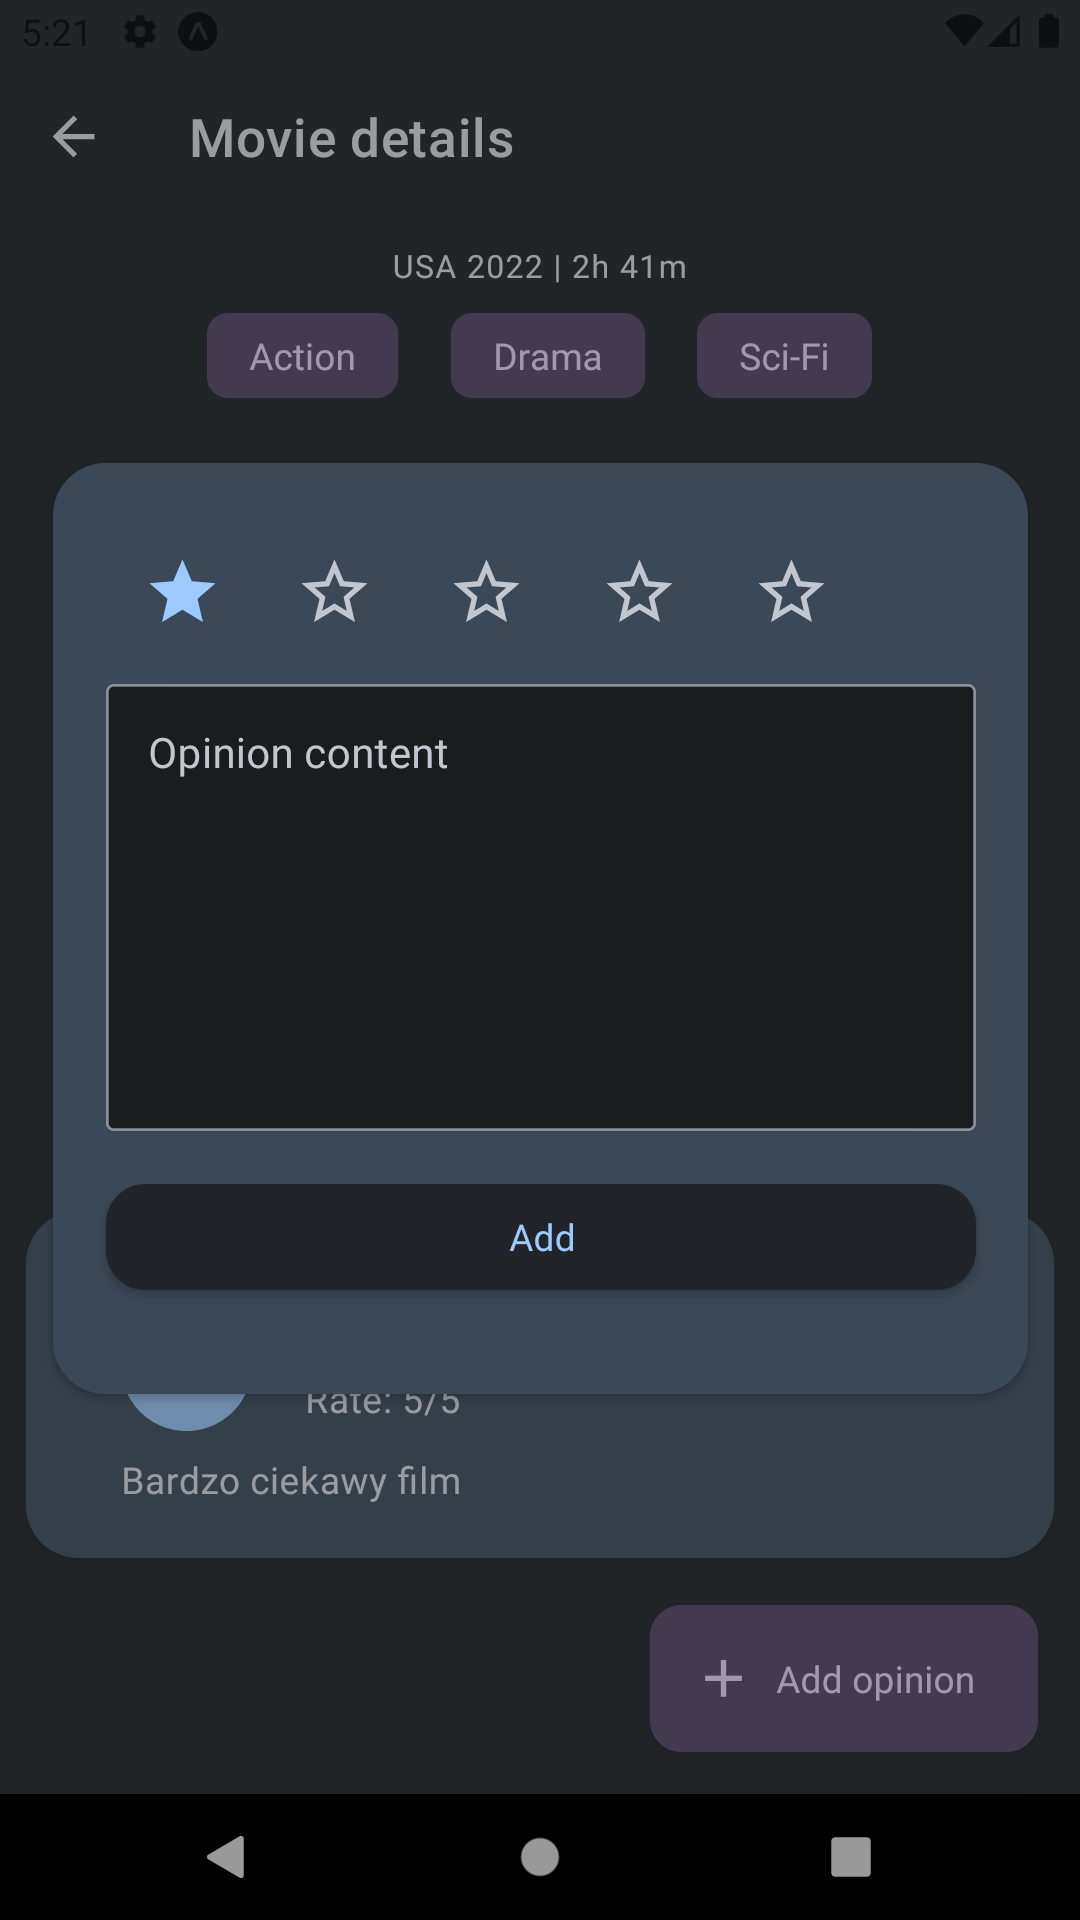 5:21
Movie details
USA 2022 | 2h 41m
Action Drama Sci-Fi
Opinion content
Add
Rate: 5/5
Bardzo ciekawy film
Add opinion